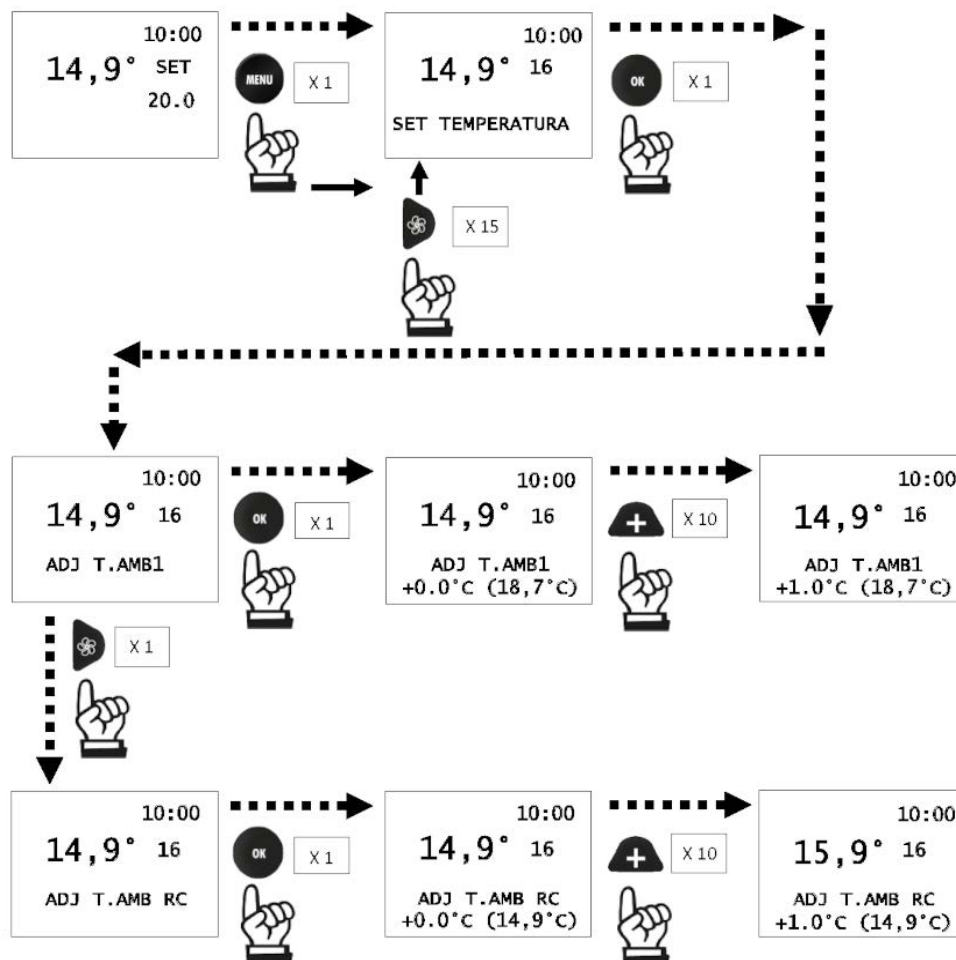 10:00
14,9° SET
20.0
MENU
X 1
10:00
14,9° 16
SET TEMPERATURA
OK
X 1
X 15
10:00
14,9° 16
ADJ T.AMB1
OK
X 1
10:00
14,9° 16
ADJ T.AMB1
+0.0°C (18,7°C)
+
X 10
10:00
14,9° 16
ADJ T.AMB1
+1.0°C (18,7°C)
X 1
10:00
14,9° 16
ADJ T.AMB RC
OK
X 1
10:00
14,9° 16
ADJ T.AMB RC
+0.0°C (14,9°C)
+
X 10
10:00
15,9° 16
ADJ T.AMB RC
+1.0°C (14,9°C)